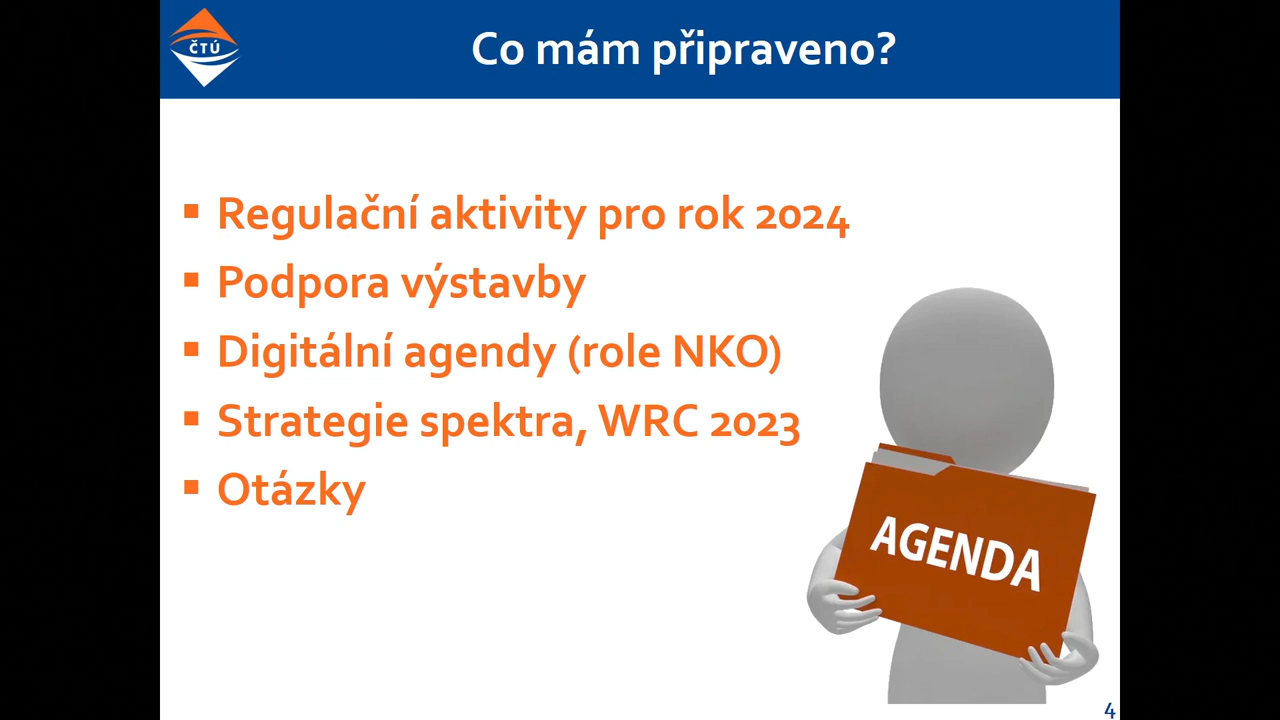 ČTÚ
Co mám připraveno?
▪ Regulační aktivity pro rok 2024
▪ Podpora výstavby
▪ Digitální agendy (role NKO)
▪ Strategie spektra, WRC 2023
▪ Otázky
AGENDA
4